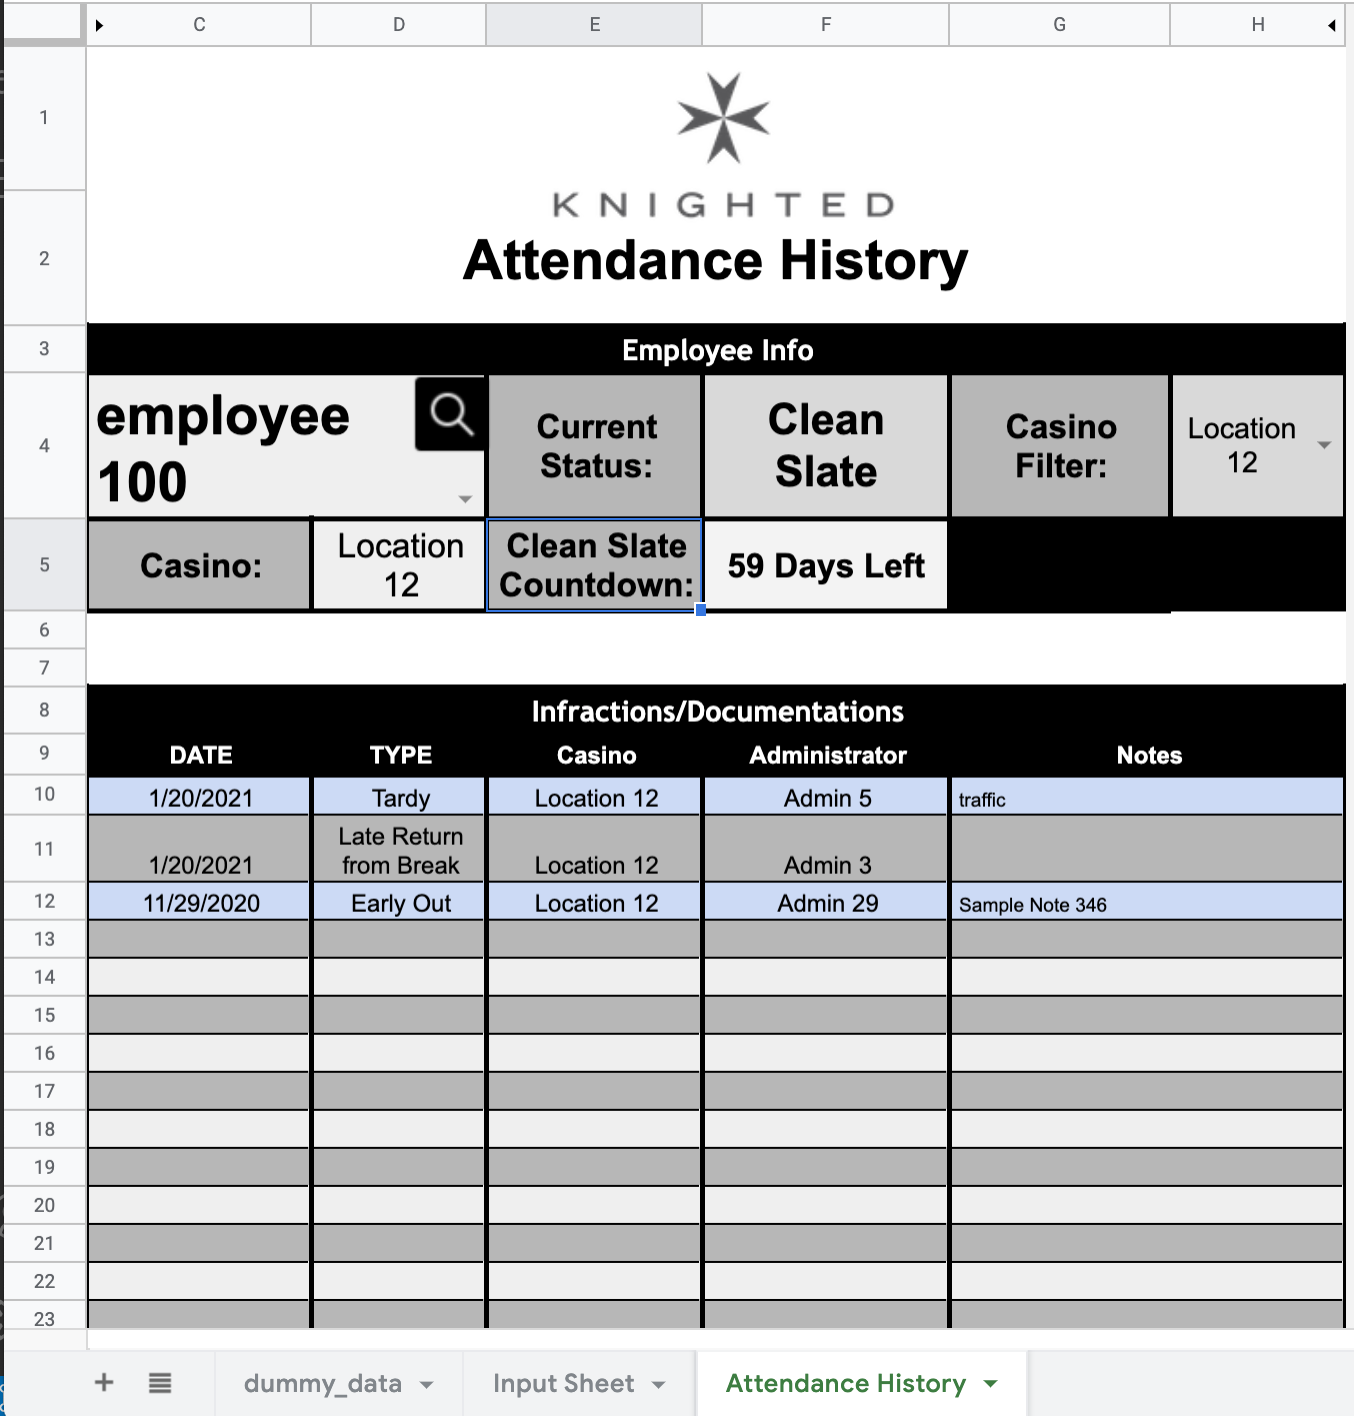 C D E F G H
1
KNIGHTED
2
Attendance History
3
Employee Info
4
employee
100
Current
Status:
Clean
Slate
Casino
Filter:
Location
12
5
Casino:
Location
12
Clean Slate
Countdown:
59 Days Left
6
7
8
Infractions/Documentations
9
DATE TYPE Casino Administrator Notes
10
1/20/2021 Tardy Location 12 Admin 5 traffic
11
Late Return
1/20/2021 from Break Location 12 Admin 3
12
11/29/2020 Early Out Location 12 Admin 29 Sample Note 346
13
14
15
16
17
18
19
20
21
22
23
dummy_data Input Sheet Attendance History